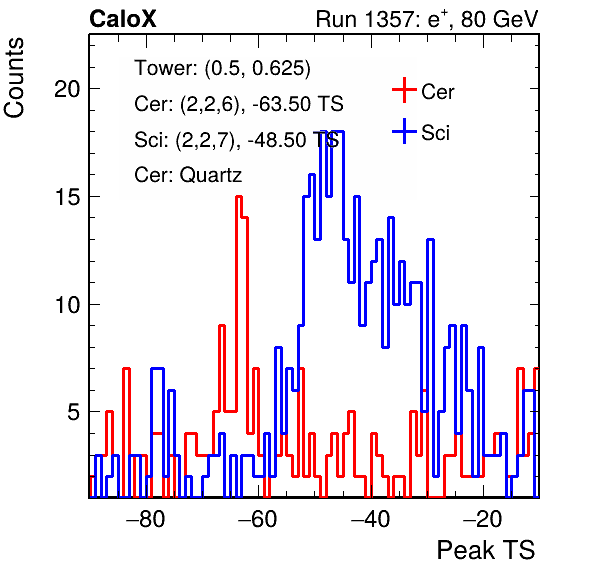 CaloX Run 1357: e⁺, 80 GeV
Counts
Tower: (0.5, 0.625)
Cer: (2,2,6), -63.50 TS
Sci: (2,2,7), -48.50 TS
Cer: Quartz
Cer
Sci
20
15
10
5
−80 −60 −40 −20
Peak TS